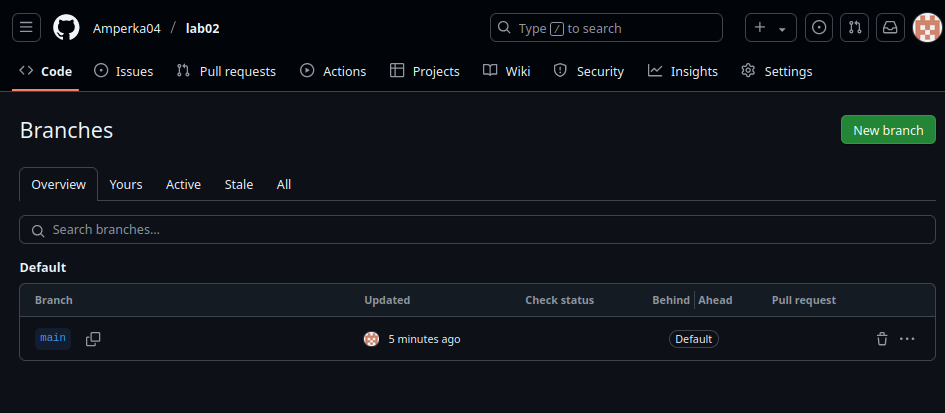 Amperka04 / lab02 Type / to search
Code Issues Pull requests Actions Projects Wiki Security Insights Settings
Branches New branch
Overview Yours Active Stale All
Search branches...
Default
Branch Updated Check status Behind Ahead Pull request
main 5 minutes ago Default